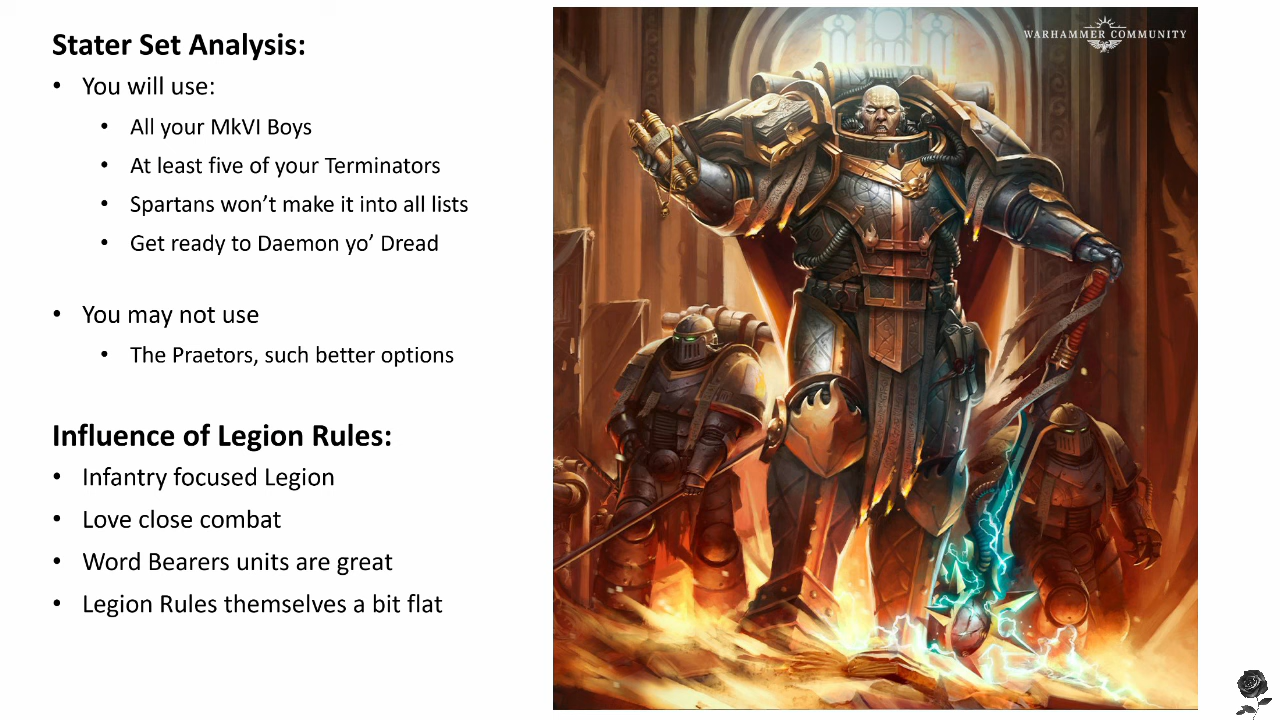 Stater Set Analysis:
• You will use:
• All your MkVI Boys
• At least five of your Terminators
• Spartans won’t make it into all lists
• Get ready to Daemon yo’ Dread
• You may not use
• The Praetors, such better options
Influence of Legion Rules:
• Infantry focused Legion
• Love close combat
• Word Bearers units are great
• Legion Rules themselves a bit flat
WARHAMMER COMMUNITY